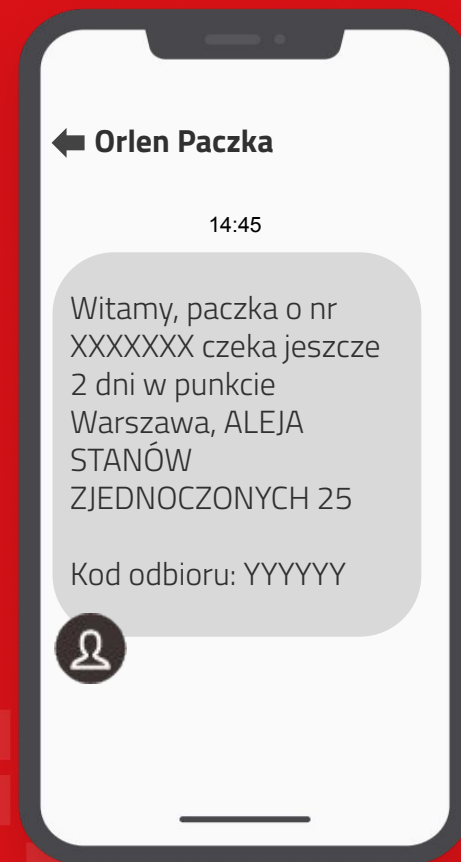 Orlen Paczka
14:45
Witamy, paczka o nr
XXXXXXX czeka jeszcze
2 dni w punkcie
Warszawa, ALEJA
STANÓW
ZJEDNOCZONYCH 25
Kod odbioru: YYYYYY